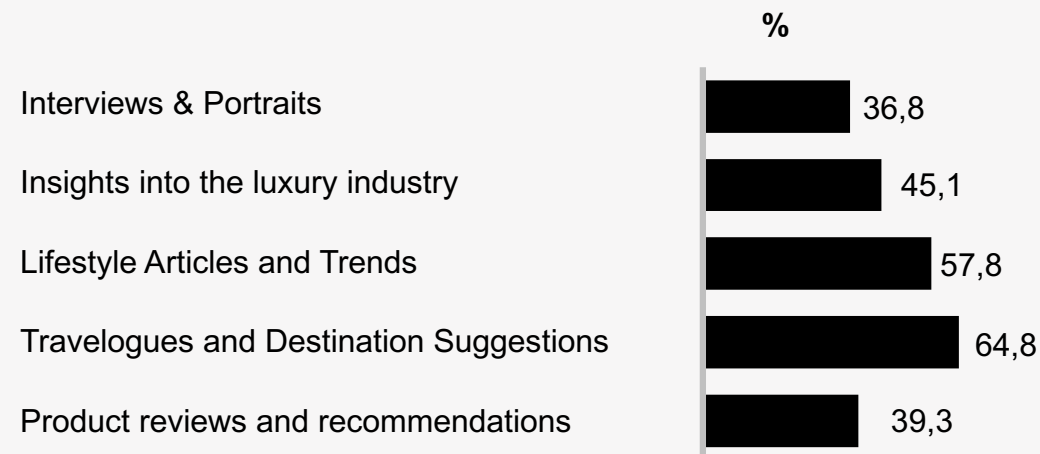 %
Interviews & Portraits 36,8
Insights into the luxury industry 45,1
Lifestyle Articles and Trends 57,8
Travelogues and Destination Suggestions 64,8
Product reviews and recommendations 39,3